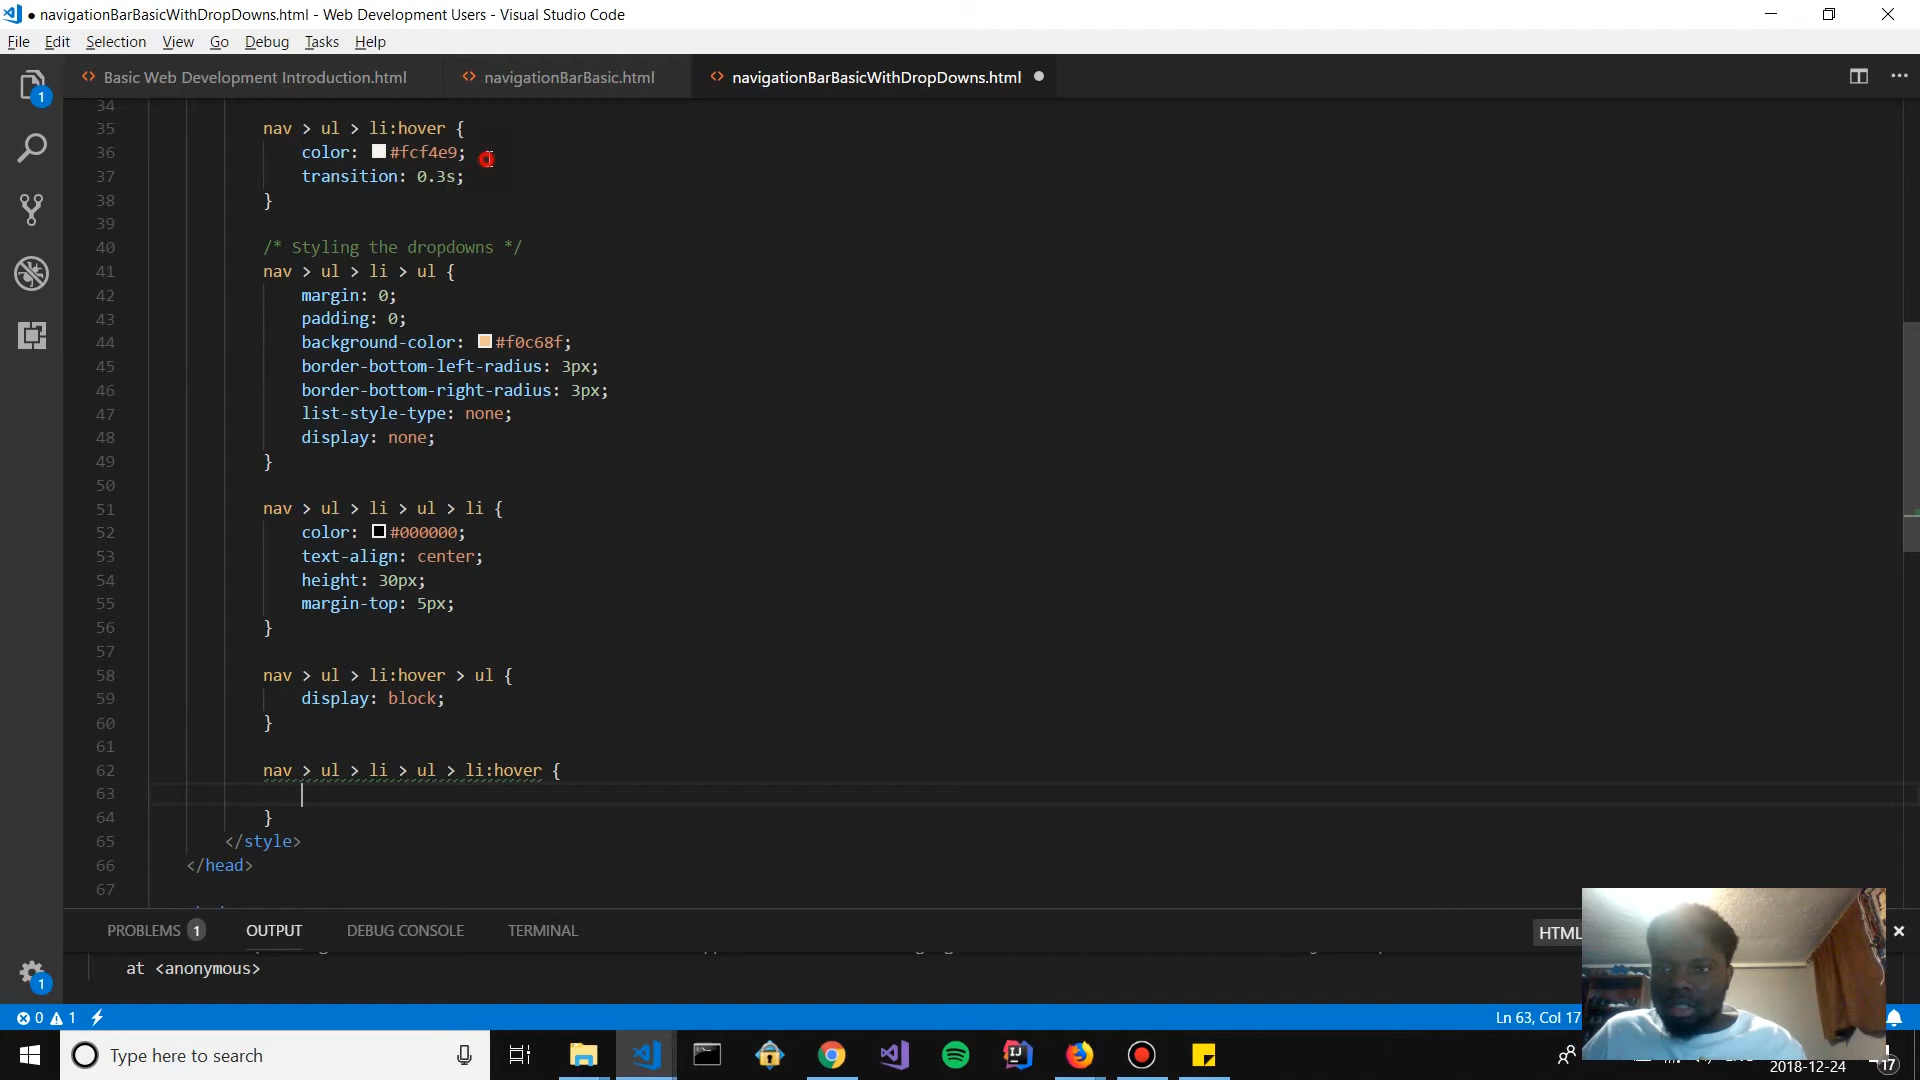 navigationBarBasicWithDropDowns.html - Web Development Users - Visual Studio Code
File Edit Selection View Go Debug Tasks Help
Basic Web Development Introduction.html navigationBarBasic.html navigationBarBasicWithDropDowns.html
34
35 nav > ul > li:hover {
36 color: #fcf4e9;
37 transition: 0.3s;
38 }
39
40 /* Styling the dropdowns */
41 nav > ul > li > ul {
42 margin: 0;
43 padding: 0;
44 background-color: #f0c68f;
45 border-bottom-left-radius: 3px;
46 border-bottom-right-radius: 3px;
47 list-style-type: none;
48 display: none;
49 }
50
51 nav > ul > li > ul > li {
52 color: #000000;
53 text-align: center;
54 height: 30px;
55 margin-top: 5px;
56 }
57
58 nav > ul > li:hover > ul {
59 display: block;
60 }
61
62 nav > ul > li > ul > li:hover {
63
64 }
65 </style>
66 </head>
67
PROBLEMS 1 OUTPUT DEBUG CONSOLE TERMINAL HTML
at <anonymous>
0 1 Ln 63, Col 17
Type here to search
2018-12-24 17